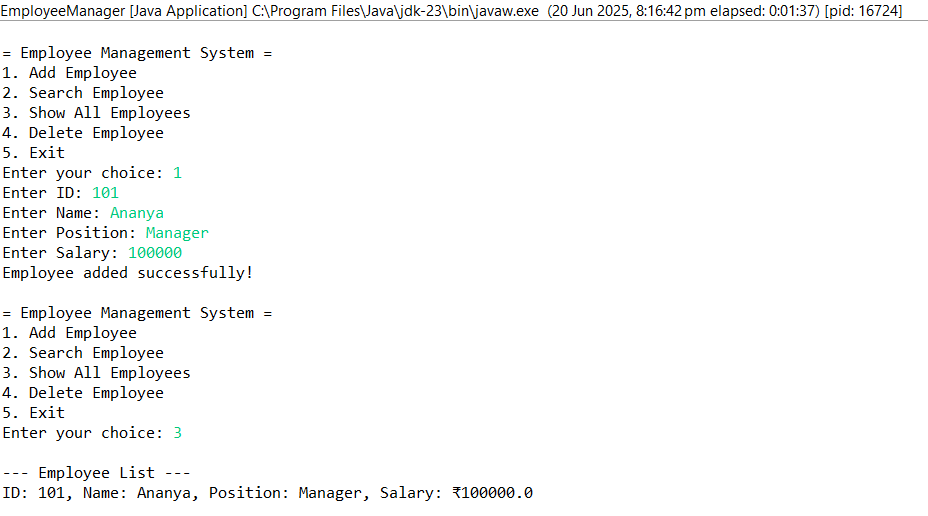 EmployeeManager [Java Application] C:\Program Files\Java\jdk-23\bin\javaw.exe (20 Jun 2025, 8:16:42 pm elapsed: 0:01:37) [pid: 16724]
= Employee Management System =
1. Add Employee
2. Search Employee
3. Show All Employees
4. Delete Employee
5. Exit
Enter your choice: 1
Enter ID: 101
Enter Name: Ananya
Enter Position: Manager
Enter Salary: 100000
Employee added successfully!
= Employee Management System =
1. Add Employee
2. Search Employee
3. Show All Employees
4. Delete Employee
5. Exit
Enter your choice: 3
--- Employee List ---
ID: 101, Name: Ananya, Position: Manager, Salary: ₹100000.0